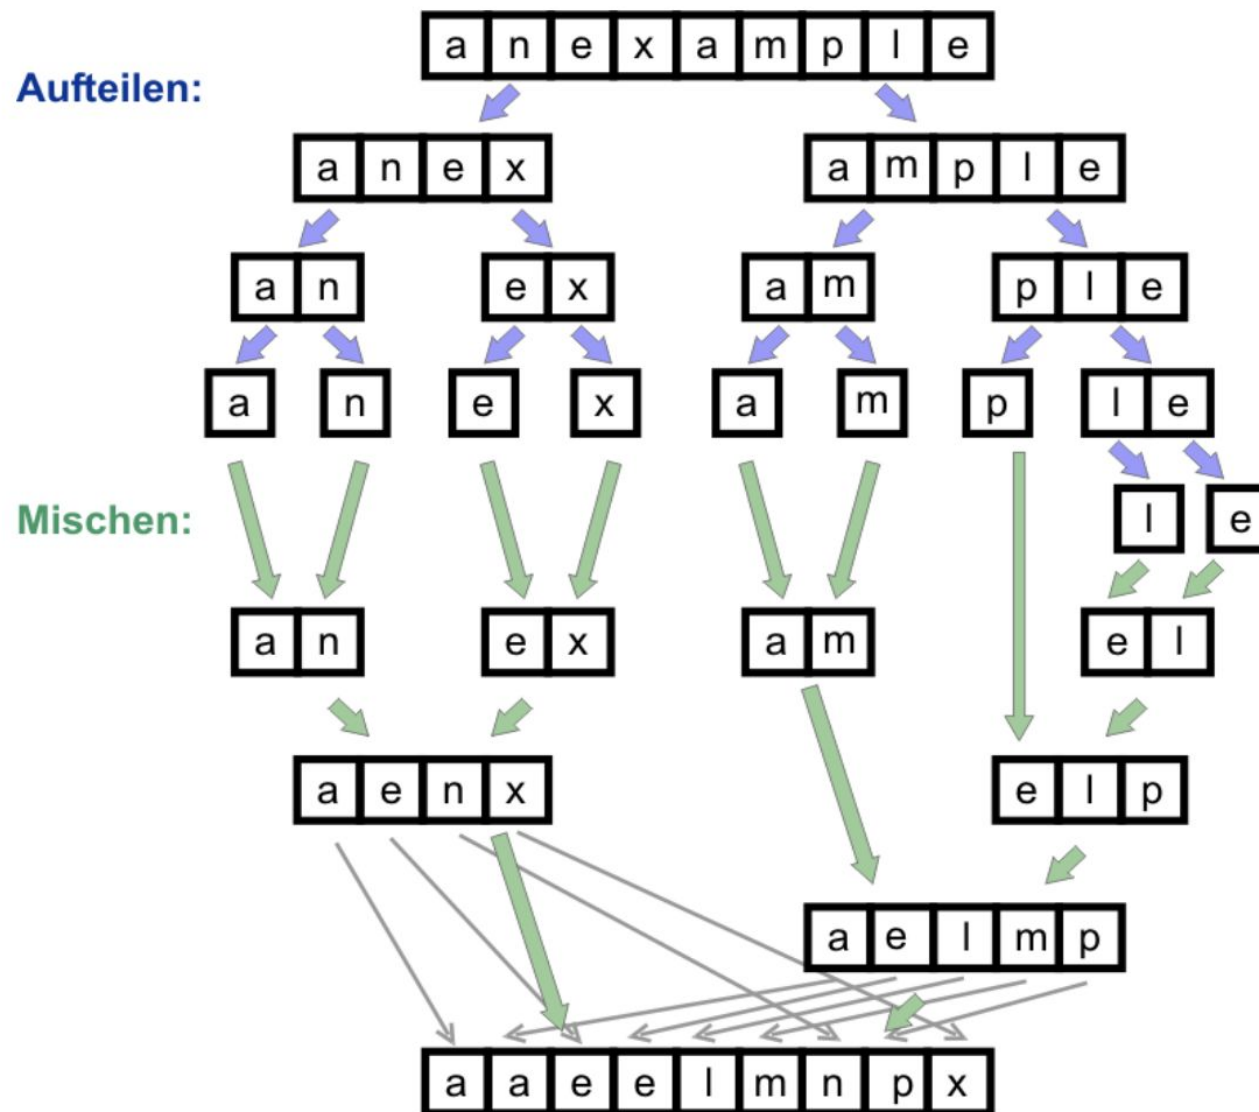 a n e x a m p l e
Aufteilen:
a n e x a m p l e
a n e x a m p l e
a n e x a m p l e
Mischen:
l e
a n e x a m e l
a e n x e l p
a e l m p
a a e e l m n p x